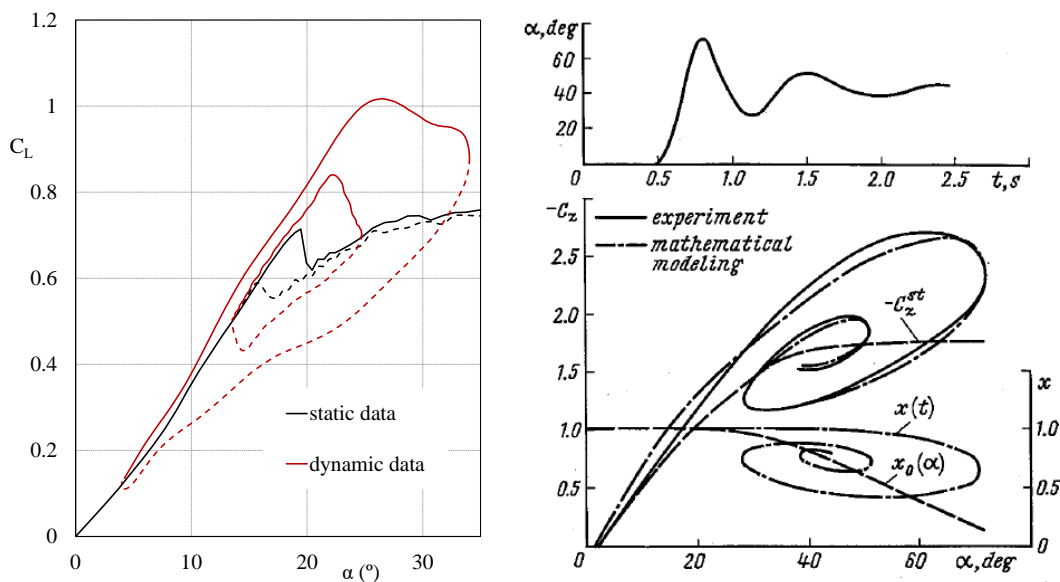 1.2
1
C_L
0.8
0.6
0.4
0.2
0
static data
dynamic data
0 10 20 30
α (º)
α, deg
60
40
20
0
0.5 1.0 1.5 2.0 2.5
t, s
-C_z
experiment
mathematical
modeling
2.5
2.0
-C_z^st
1.5
x
x(t)
1.0 1.0
x_0(α)
0.5 0.5
0 20 40 60 α, deg 0